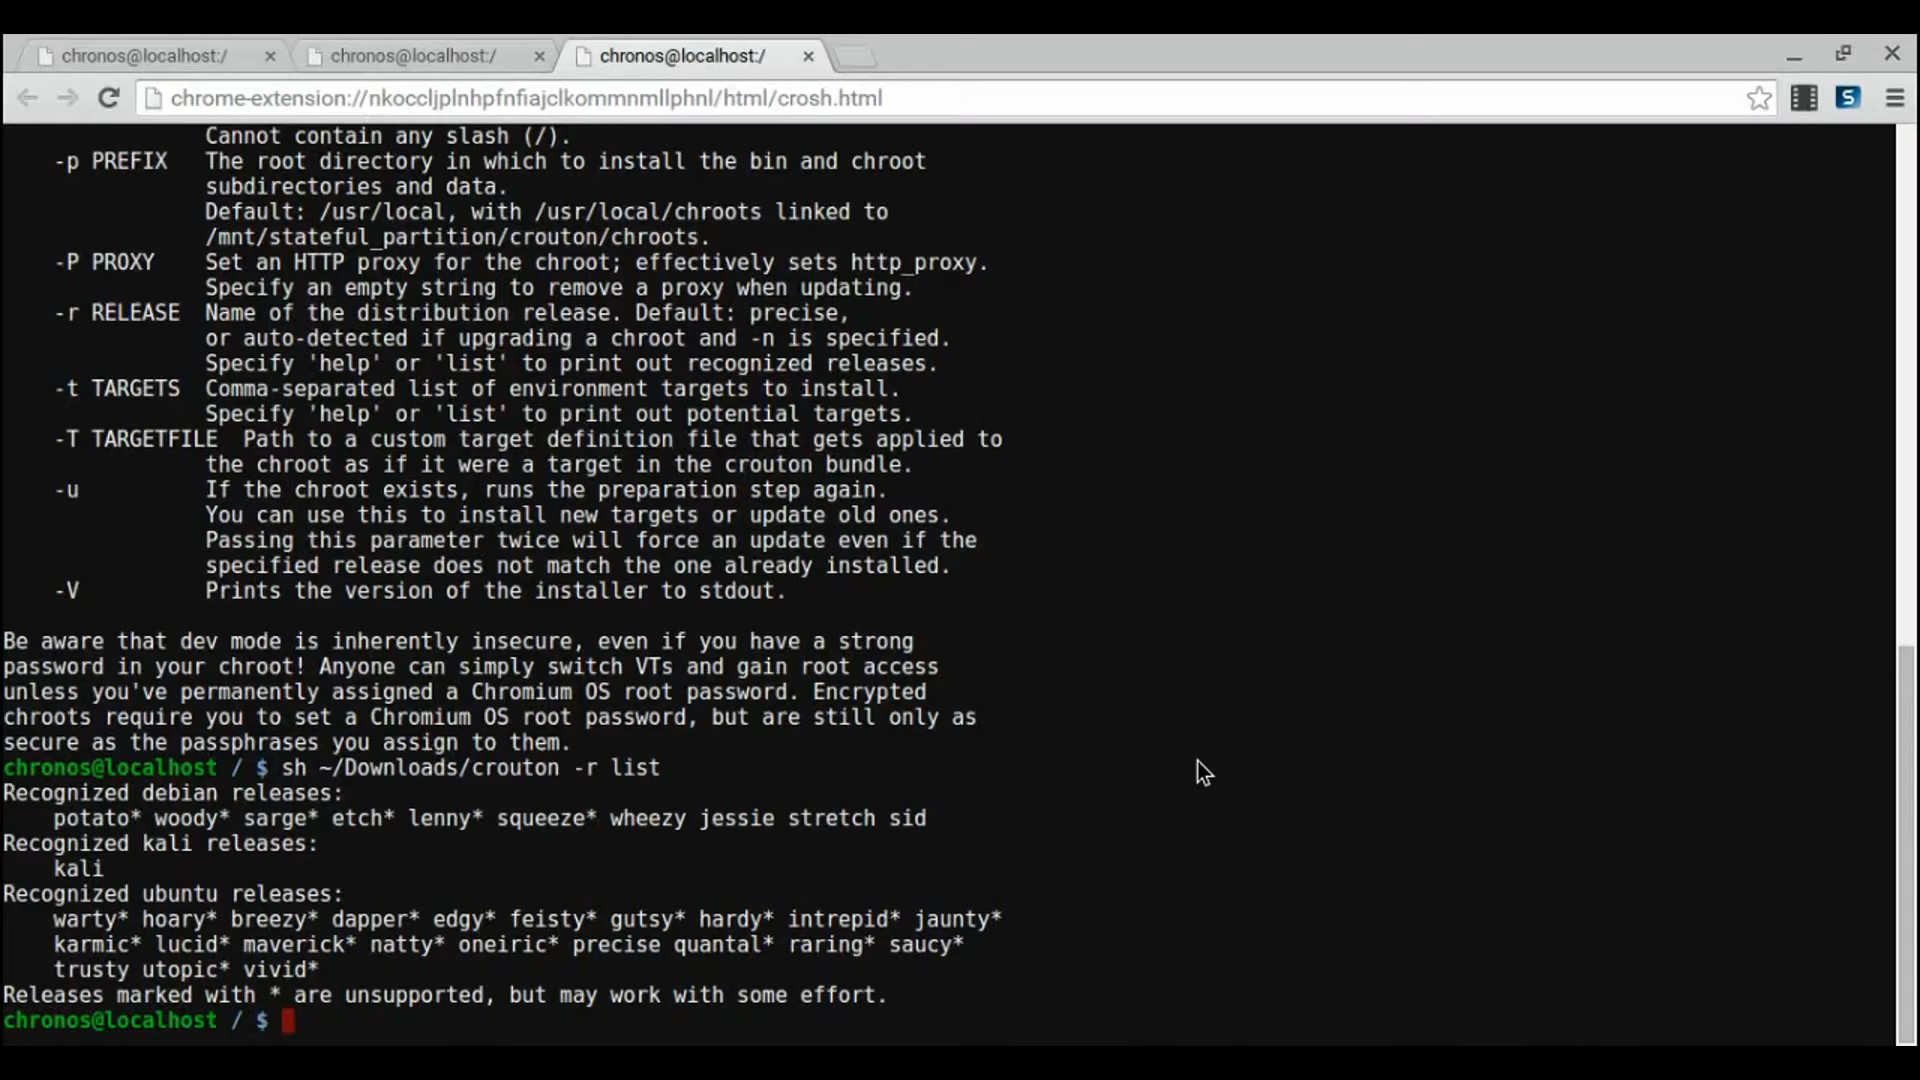 chronos@localhost:/
chronos@localhost:/
chronos@localhost:/
chrome-extension://nkoccljplnhpfnfiajclkommnmllphnl/html/crosh.html
S
Cannot contain any slash (/).
-p PREFIX   The root directory in which to install the bin and chroot
subdirectories and data.
Default: /usr/local, with /usr/local/chroots linked to
/mnt/stateful_partition/crouton/chroots.
-P PROXY    Set an HTTP proxy for the chroot; effectively sets http_proxy.
Specify an empty string to remove a proxy when updating.
-r RELEASE  Name of the distribution release. Default: precise,
or auto-detected if upgrading a chroot and -n is specified.
Specify 'help' or 'list' to print out recognized releases.
-t TARGETS  Comma-separated list of environment targets to install.
Specify 'help' or 'list' to print out potential targets.
-T TARGETFILE  Path to a custom target definition file that gets applied to
the chroot as if it were a target in the crouton bundle.
-u          If the chroot exists, runs the preparation step again.
You can use this to install new targets or update old ones.
Passing this parameter twice will force an update even if the
specified release does not match the one already installed.
-V          Prints the version of the installer to stdout.
Be aware that dev mode is inherently insecure, even if you have a strong
password in your chroot! Anyone can simply switch VTs and gain root access
unless you've permanently assigned a Chromium OS root password. Encrypted
chroots require you to set a Chromium OS root password, but are still only as
secure as the passphrases you assign to them.
chronos@localhost / $ sh ~/Downloads/crouton -r list
Recognized debian releases:
potato* woody* sarge* etch* lenny* squeeze* wheezy jessie stretch sid
Recognized kali releases:
kali
Recognized ubuntu releases:
warty* hoary* breezy* dapper* edgy* feisty* gutsy* hardy* intrepid* jaunty*
karmic* lucid* maverick* natty* oneiric* precise quantal* raring* saucy*
trusty utopic* vivid*
Releases marked with * are unsupported, but may work with some effort.
chronos@localhost / $